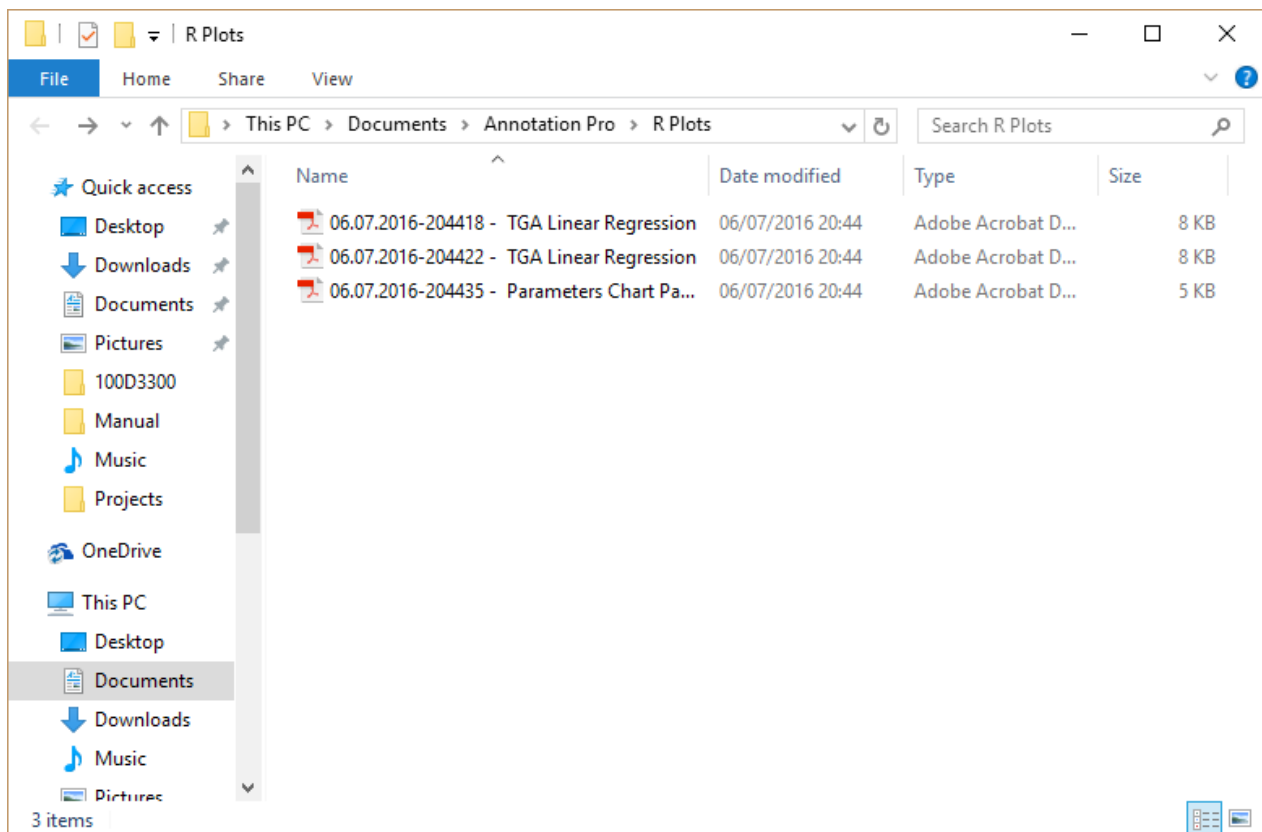 R Plots
File Home Share View
This PC > Documents > Annotation Pro > R Plots Search R Plots
Name Date modified Type Size
06.07.2016-204418 - TGA Linear Regression 06/07/2016 20:44 Adobe Acrobat D... 8 KB
06.07.2016-204422 - TGA Linear Regression 06/07/2016 20:44 Adobe Acrobat D... 8 KB
06.07.2016-204435 - Parameters Chart Pa... 06/07/2016 20:44 Adobe Acrobat D... 5 KB
Quick access
Desktop
Downloads
Documents
Pictures
100D3300
Manual
Music
Projects
OneDrive
This PC
Desktop
Documents
Downloads
Music
Pictures
3 items